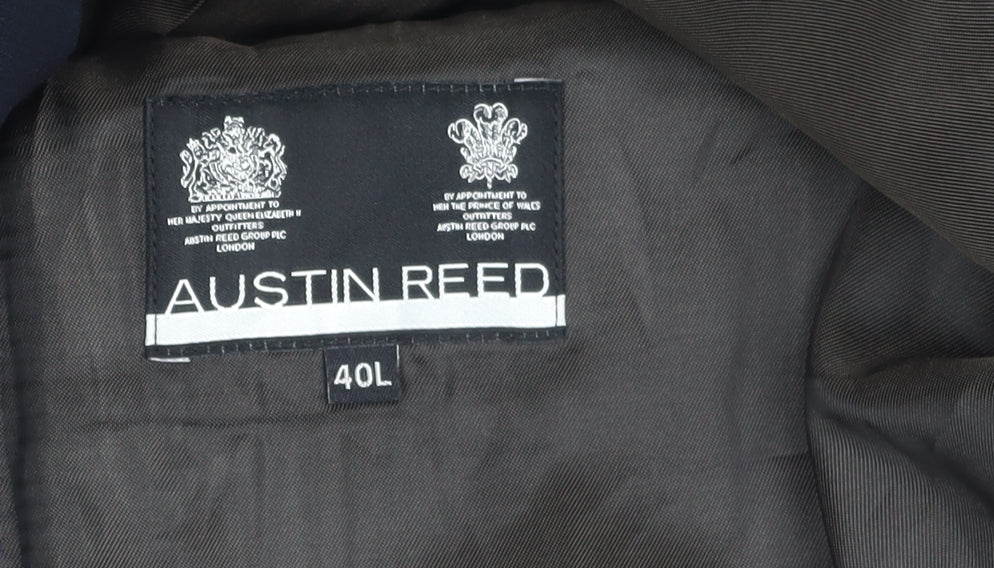 BY APPOINTMENT TO
HER MAJESTY QUEEN ELIZABETH II
OUTFITTERS
AUSTIN REED GROUP PLC
LONDON
BY APPOINTMENT TO
HRH THE PRINCE OF WALES
OUTFITTERS
AUSTIN REED GROUP PLC
LONDON
AUSTIN REED
40L